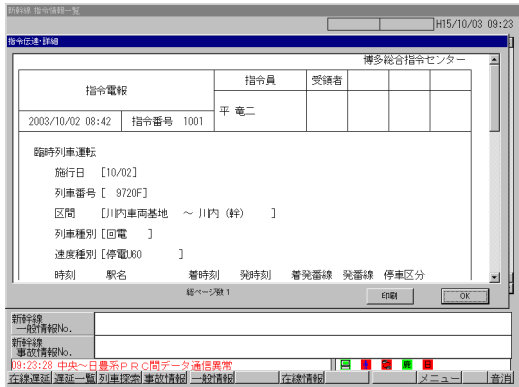 新幹線 指令情報一覧
H15/10/03 09:23
指令伝達・詳細
博多総合指令センター
指令電報 指令員 受領者
平 竜二
2003/10/02 08:42 指令番号 1001
臨時列車運転
施行日 [10/02]
列車番号[ 9720F]
区間 [川内車両基地 ～ 川内(幹) ]
列車種別[回電 ]
速度種別[停電U60 ]
時刻 駅名 着時刻 発時刻 着発番線 発番線 停車区分
総ページ数 1
印刷 OK
新幹線
一般情報No.
新幹線
事故情報No.
09:23:28 中央～日豊系PRC間データ通信異常
在線遅延 遅延一覧 列車探索 事故情報 一般情報 在線情報 メニュー 音消